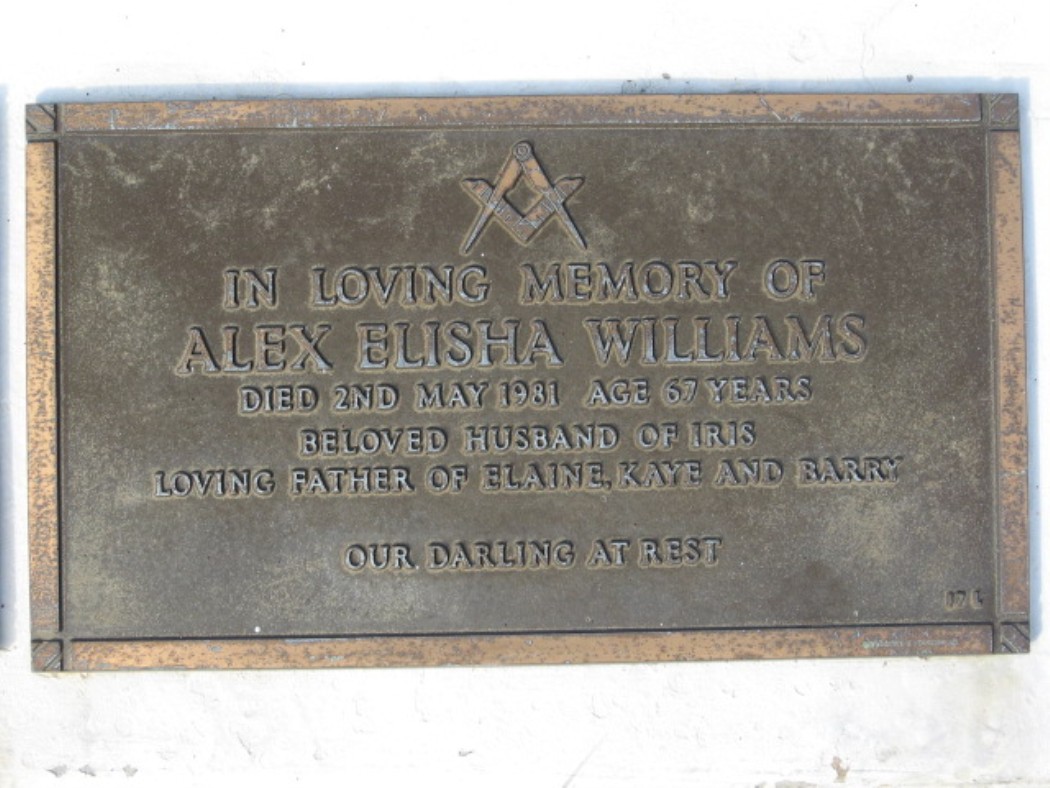 IN LOVING MEMORY OF
ALEX ELISHA WILLIAMS
DIED 2ND MAY 1981 AGE 67 YEARS
BELOVED HUSBAND OF IRIS
LOVING FATHER OF ELAINE, KAYE AND BARRY
OUR DARLING AT REST
17 L